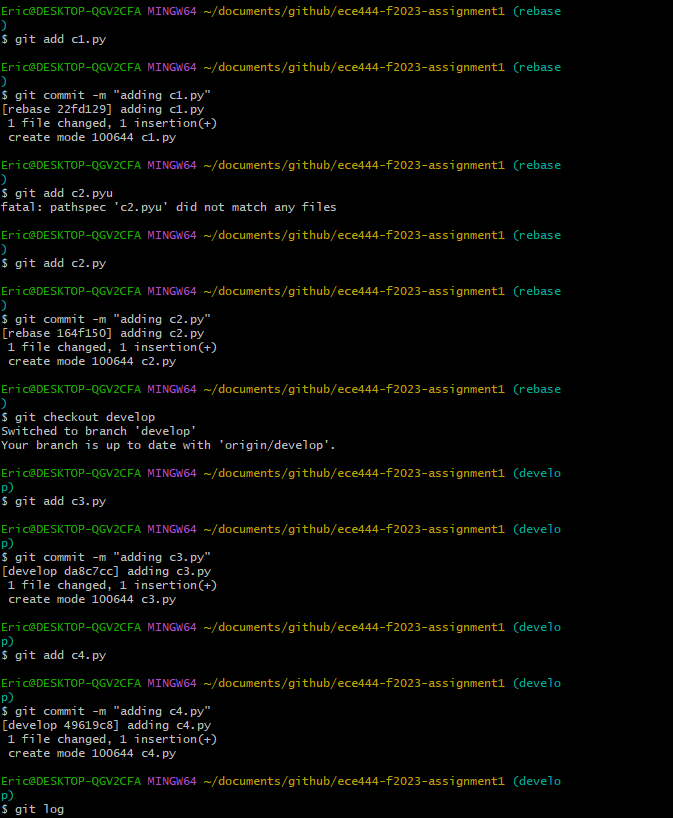 Eric@DESKTOP-QGV2CFA MINGW64 ~/documents/github/ece444-f2023-assignment1 (rebase
)
$ git add c1.py
Eric@DESKTOP-QGV2CFA MINGW64 ~/documents/github/ece444-f2023-assignment1 (rebase
)
$ git commit -m "adding c1.py"
[rebase 22fd129] adding c1.py
 1 file changed, 1 insertion(+)
 create mode 100644 c1.py
Eric@DESKTOP-QGV2CFA MINGW64 ~/documents/github/ece444-f2023-assignment1 (rebase
)
$ git add c2.pyu
fatal: pathspec 'c2.pyu' did not match any files
Eric@DESKTOP-QGV2CFA MINGW64 ~/documents/github/ece444-f2023-assignment1 (rebase
)
$ git add c2.py
Eric@DESKTOP-QGV2CFA MINGW64 ~/documents/github/ece444-f2023-assignment1 (rebase
)
$ git commit -m "adding c2.py"
[rebase 164f150] adding c2.py
 1 file changed, 1 insertion(+)
 create mode 100644 c2.py
Eric@DESKTOP-QGV2CFA MINGW64 ~/documents/github/ece444-f2023-assignment1 (rebase
)
$ git checkout develop
Switched to branch 'develop'
Your branch is up to date with 'origin/develop'.
Eric@DESKTOP-QGV2CFA MINGW64 ~/documents/github/ece444-f2023-assignment1 (develo
p)
$ git add c3.py
Eric@DESKTOP-QGV2CFA MINGW64 ~/documents/github/ece444-f2023-assignment1 (develo
p)
$ git commit -m "adding c3.py"
[develop da8c7cc] adding c3.py
 1 file changed, 1 insertion(+)
 create mode 100644 c3.py
Eric@DESKTOP-QGV2CFA MINGW64 ~/documents/github/ece444-f2023-assignment1 (develo
p)
$ git add c4.py
Eric@DESKTOP-QGV2CFA MINGW64 ~/documents/github/ece444-f2023-assignment1 (develo
p)
$ git commit -m "adding c4.py"
[develop 49619c8] adding c4.py
 1 file changed, 1 insertion(+)
 create mode 100644 c4.py
Eric@DESKTOP-QGV2CFA MINGW64 ~/documents/github/ece444-f2023-assignment1 (develo
p)
$ git log